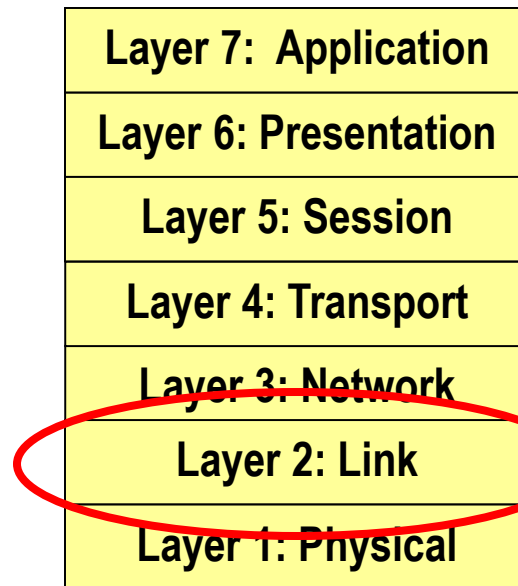 Layer 7: Application
Layer 6: Presentation
Layer 5: Session
Layer 4: Transport
Layer 3: Network
Layer 2: Link
Layer 1: Physical